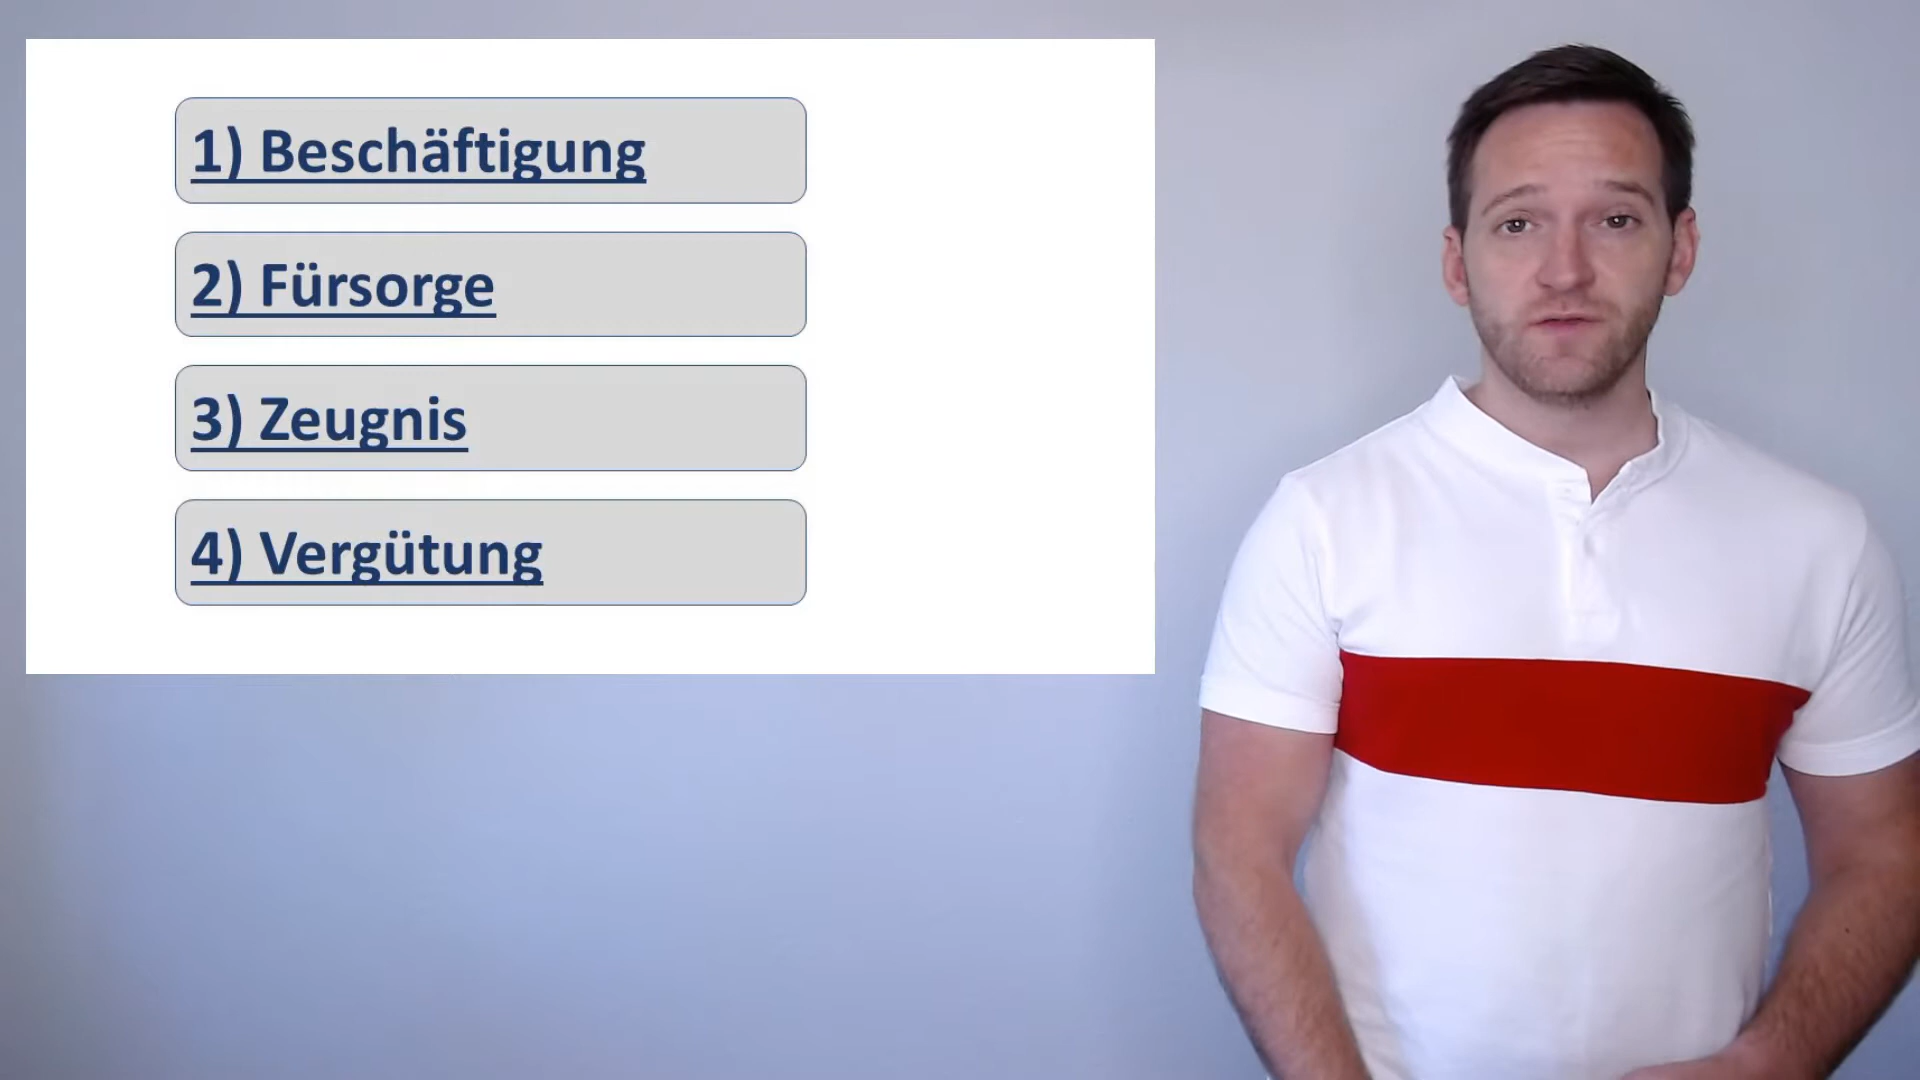 1) Beschäftigung
2) Fürsorge
3) Zeugnis
4) Vergütung